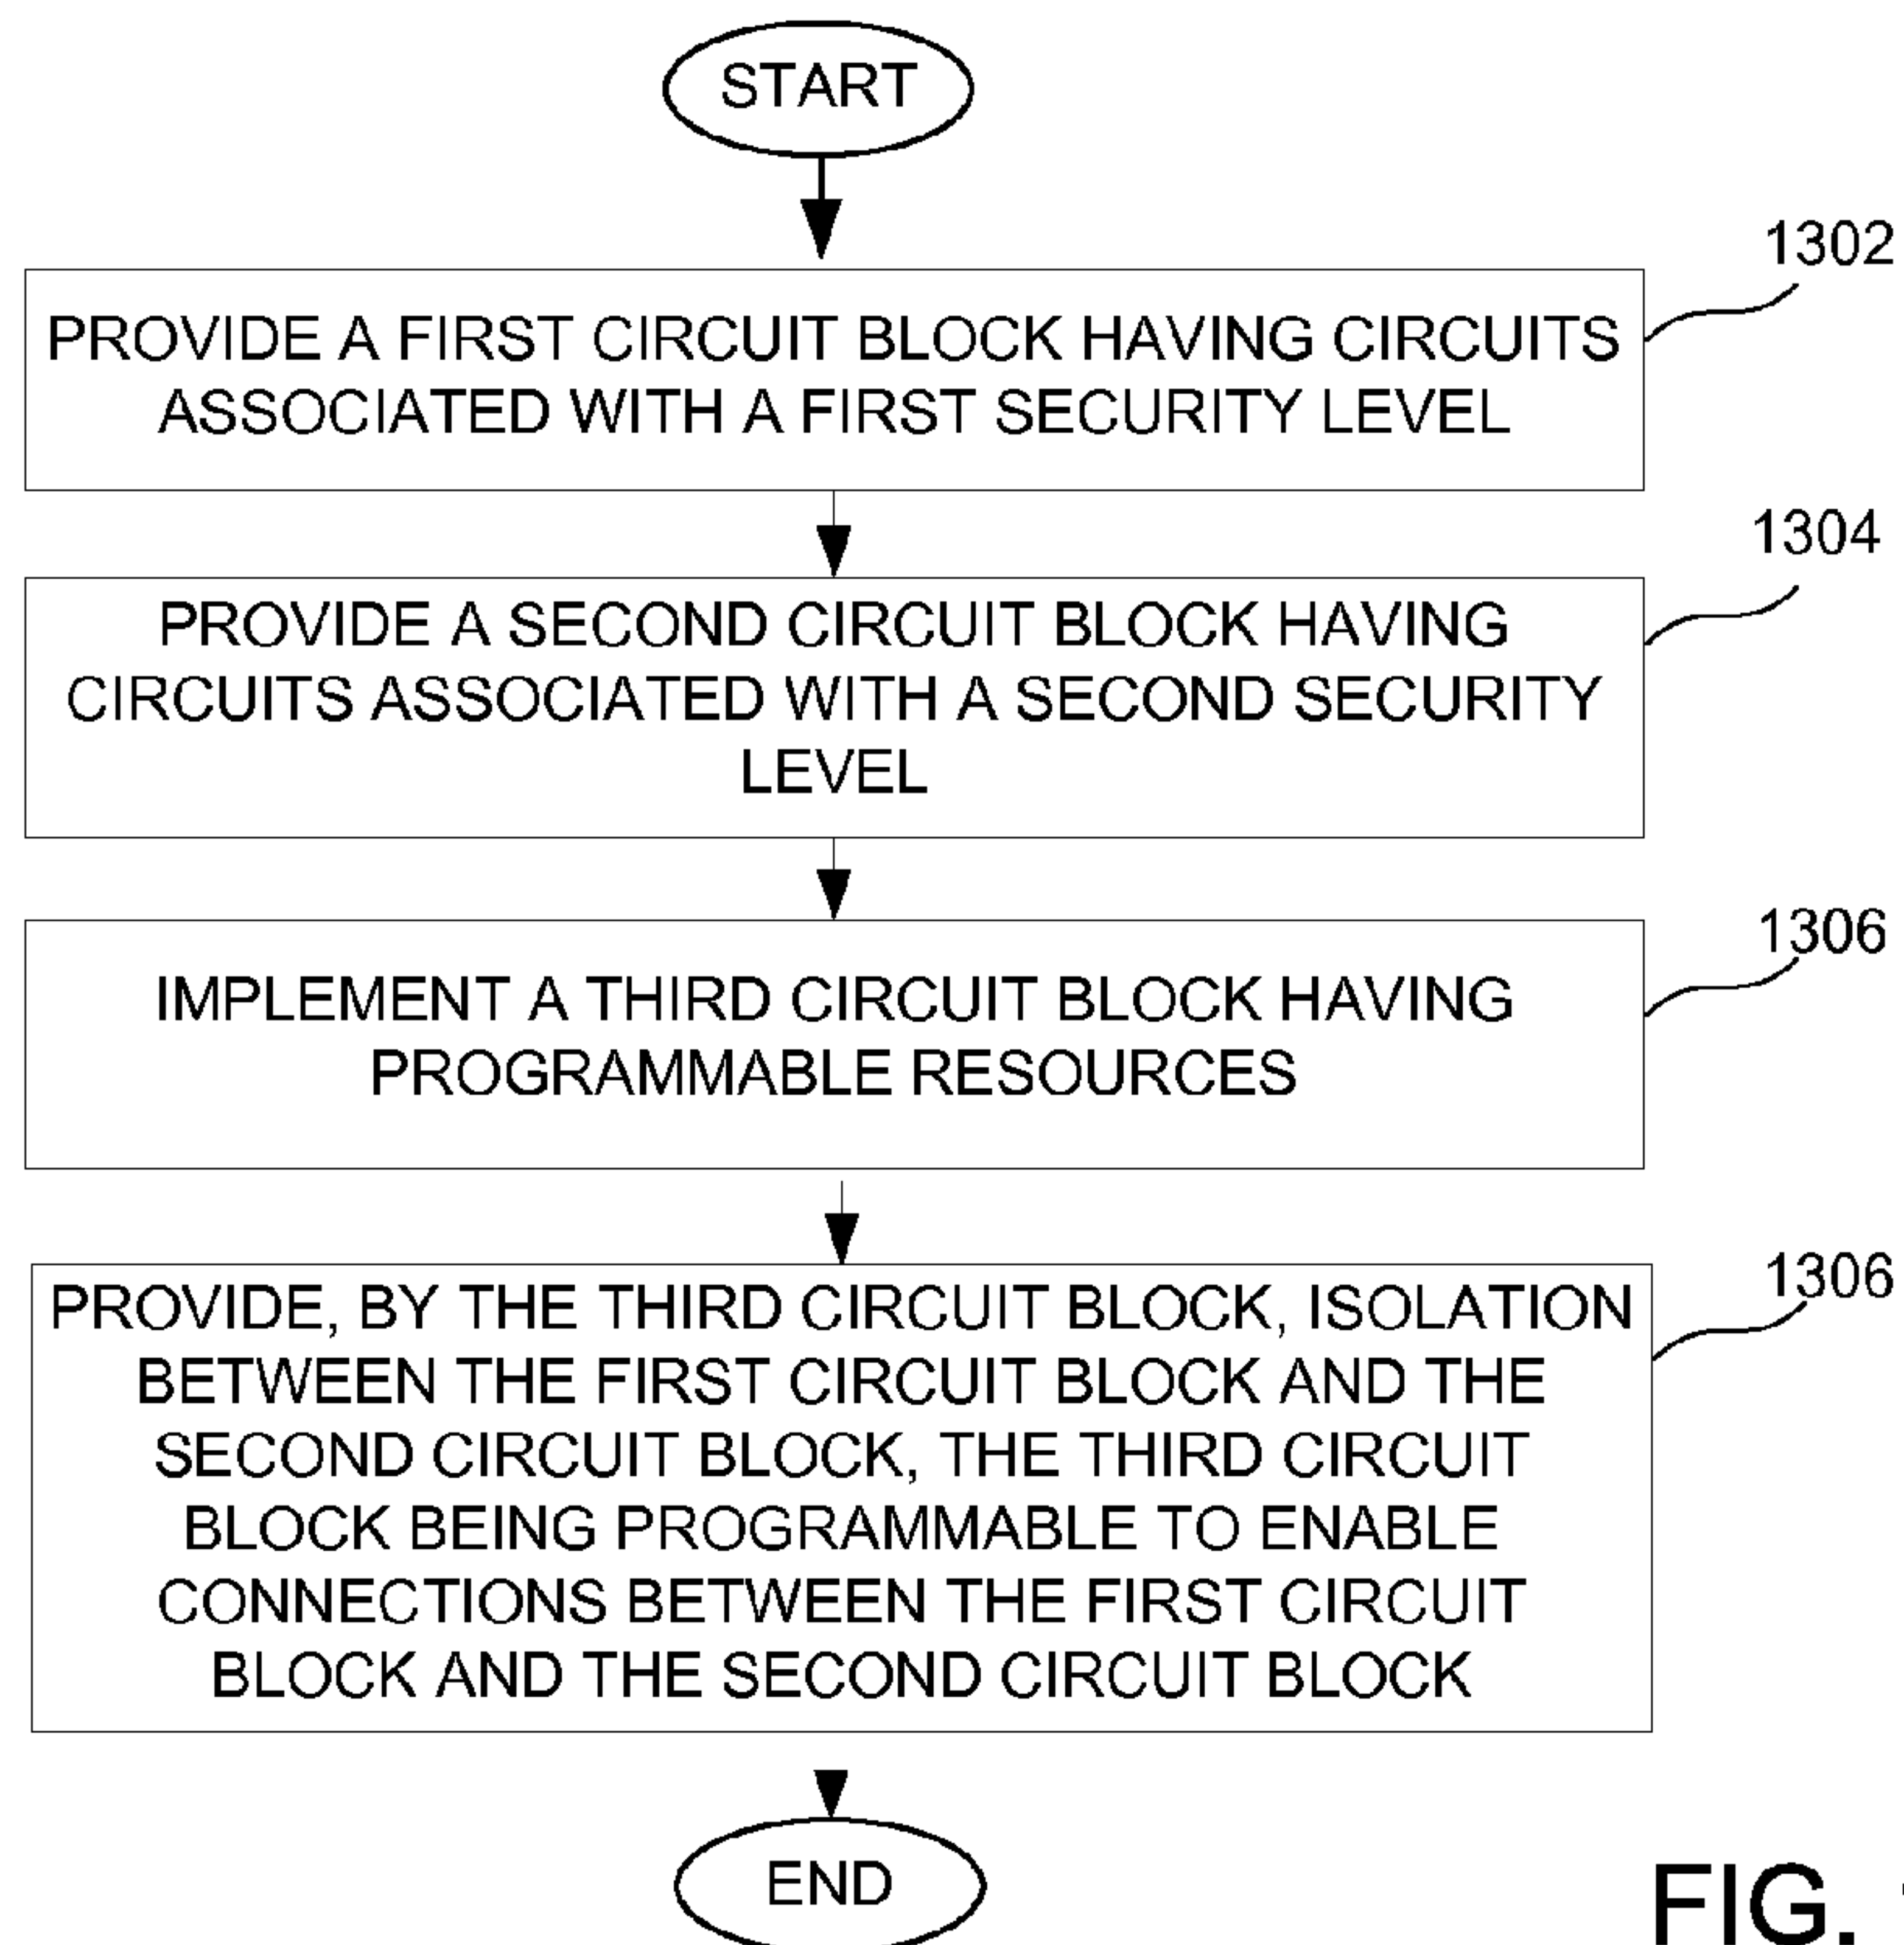 START
1302
PROVIDE A FIRST CIRCUIT BLOCK HAVING CIRCUITS
ASSOCIATED WITH A FIRST SECURITY LEVEL
1304
PROVIDE A SECOND CIRCUIT BLOCK HAVING
CIRCUITS ASSOCIATED WITH A SECOND SECURITY
LEVEL
1306
IMPLEMENT A THIRD CIRCUIT BLOCK HAVING
PROGRAMMABLE RESOURCES
1306
PROVIDE, BY THE THIRD CIRCUIT BLOCK, ISOLATION
BETWEEN THE FIRST CIRCUIT BLOCK AND THE
SECOND CIRCUIT BLOCK, THE THIRD CIRCUIT
BLOCK BEING PROGRAMMABLE TO ENABLE
CONNECTIONS BETWEEN THE FIRST CIRCUIT
BLOCK AND THE SECOND CIRCUIT BLOCK
END
FIG.